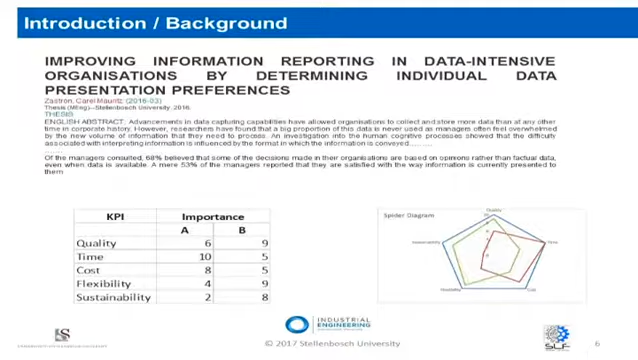 Introduction / Background
IMPROVING INFORMATION REPORTING IN DATA-INTENSIVE
ORGANISATIONS BY DETERMINING INDIVIDUAL DATA
PRESENTATION PREFERENCES
Zastron, Carel Mauritz (2016-03)
Thesis (MEng)--Stellenbosch University, 2016.
THESIS
ENGLISH ABSTRACT: Advancements in data capturing capabilities have allowed organisations to collect and store more data than at any other
time in corporate history. However, researchers have found that a big proportion of this data is never used as managers often feel overwhelmed
by the new volume of information that they need to process. An investigation into the human cognitive processes showed that the difficulty
associated with interpreting information is influenced by the format in which the information is conveyed.........
......
Of the managers consulted, 68% believed that some of the decisions made in their organisations are based on opinions rather than factual data,
even when data is available. A mere 53% of the managers reported that they are satisfied with the way information is currently presented to
them
KPI Importance
A B
Quality 6 9
Time 10 5
Cost 8 5
Flexibility 4 9
Sustainability 2 8
Spider Diagram
Quality
Time
Cost
Flexibility
Sustainability
INDUSTRIAL
ENGINEERING
SLF
© 2017 Stellenbosch University
6